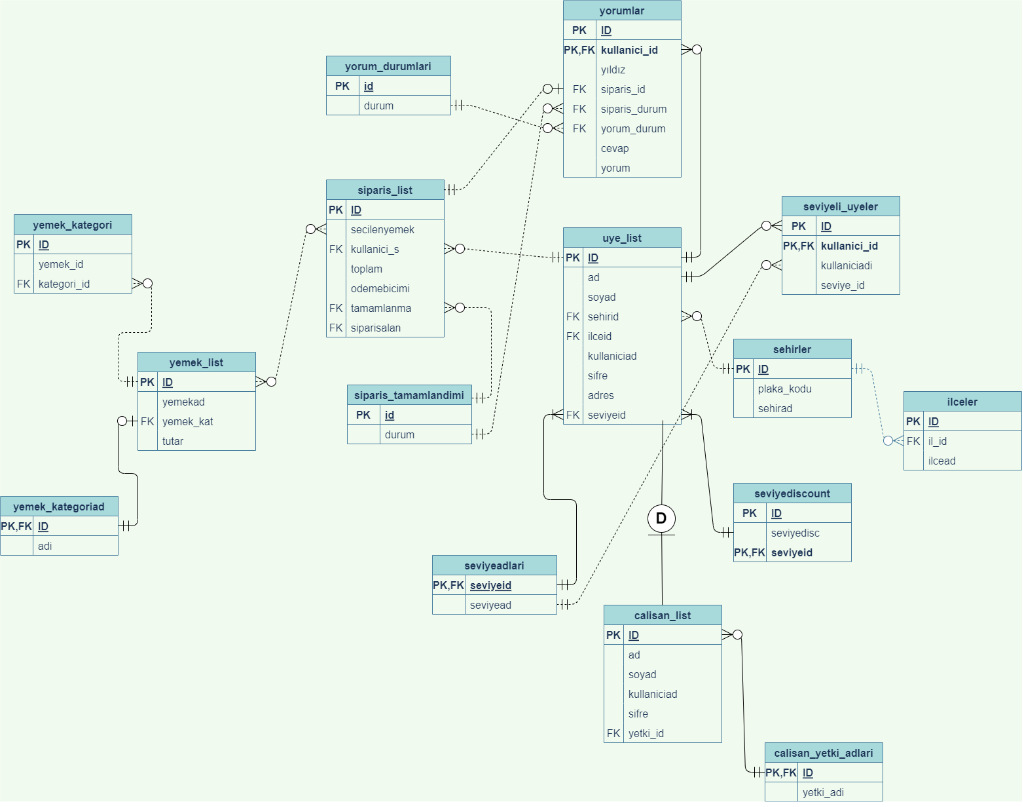 yorumlar
PK ID
PK,FK kullanici_id
yıldız
FK siparis_id
FK siparis_durum
FK yorum_durum
cevap
yorum
yorum_durumlari
PK id
durum
siparis_list
PK ID
secilenyemek
FK kullanici_s
toplam
odemebicimi
FK tamamlanma
FK siparisalan
yemek_kategori
PK ID
yemek_id
FK kategori_id
uye_list
PK ID
ad
soyad
FK sehirid
FK ilceid
kullaniciad
sifre
adres
FK seviyeid
seviyeli_uyeler
PK ID
PK,FK kullanici_id
kullaniciadi
seviye_id
yemek_list
PK ID
yemekad
FK yemek_kat
tutar
siparis_tamamlandimi
PK id
durum
sehirler
PK ID
plaka_kodu
sehirad
ilceler
PK ID
FK il_id
ilcead
yemek_kategoriad
PK,FK ID
adi
seviyediscount
PK ID
seviyedisc
PK,FK seviyeid
D
seviyeadlari
PK,FK seviyeid
seviyead
calisan_list
PK ID
ad
soyad
kullaniciad
sifre
FK yetki_id
calisan_yetki_adlari
PK,FK ID
yetki_adi